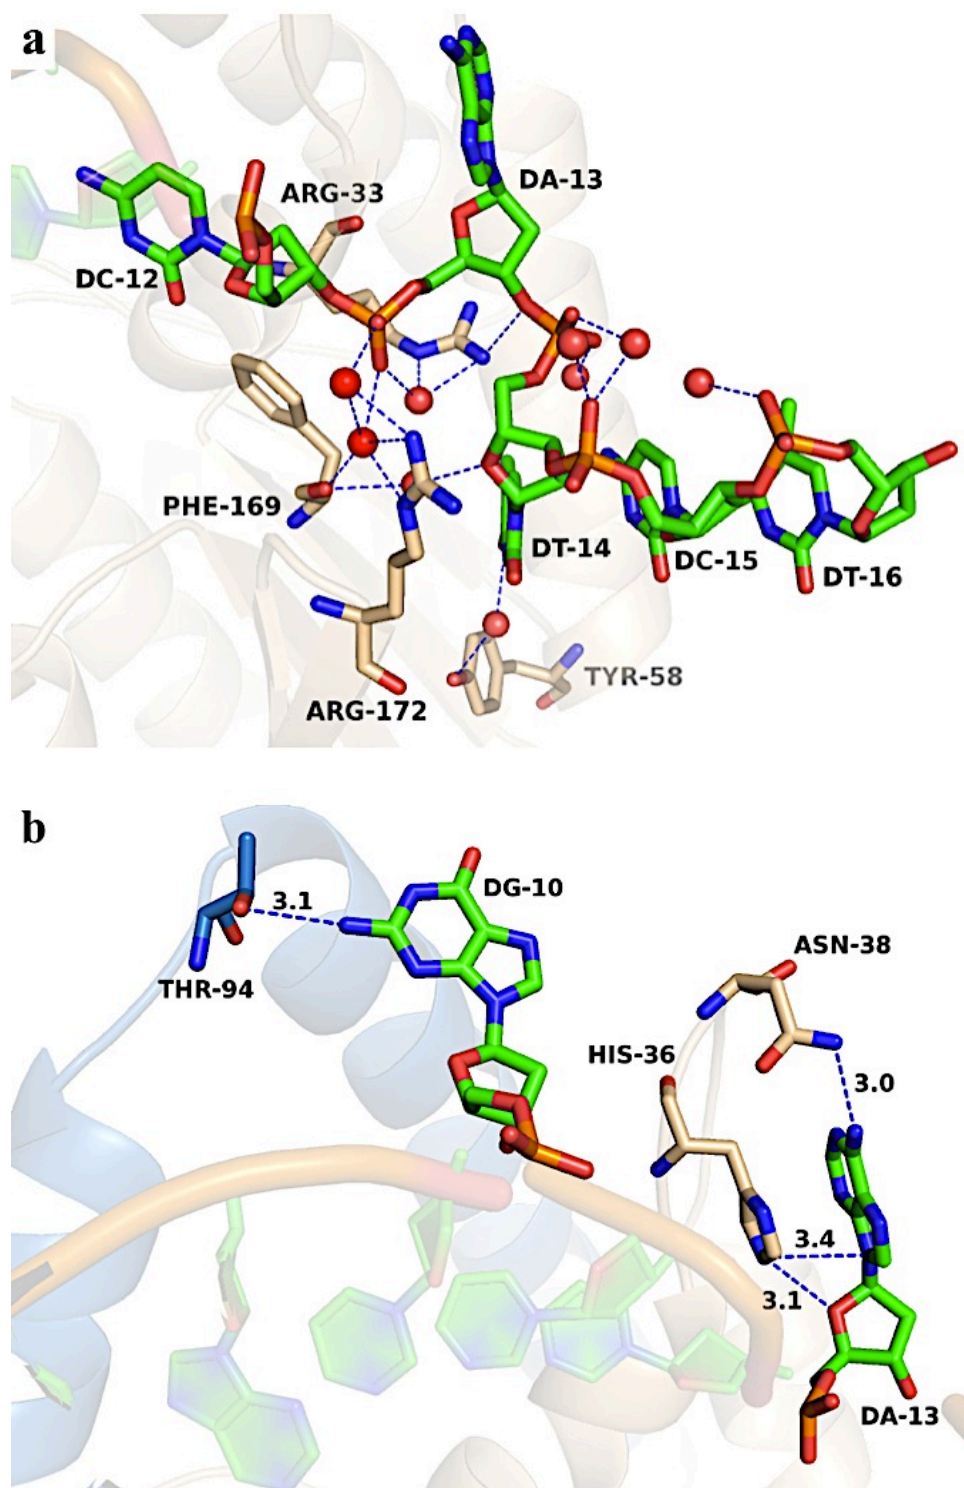 a
DA-13
ARG-33
DC-12
PHE-169
DT-14
DC-15
DT-16
TYR-58
ARG-172
b
DG-10
3.1
ASN-38
THR-94
HIS-36
3.0
3.4
3.1
DA-13